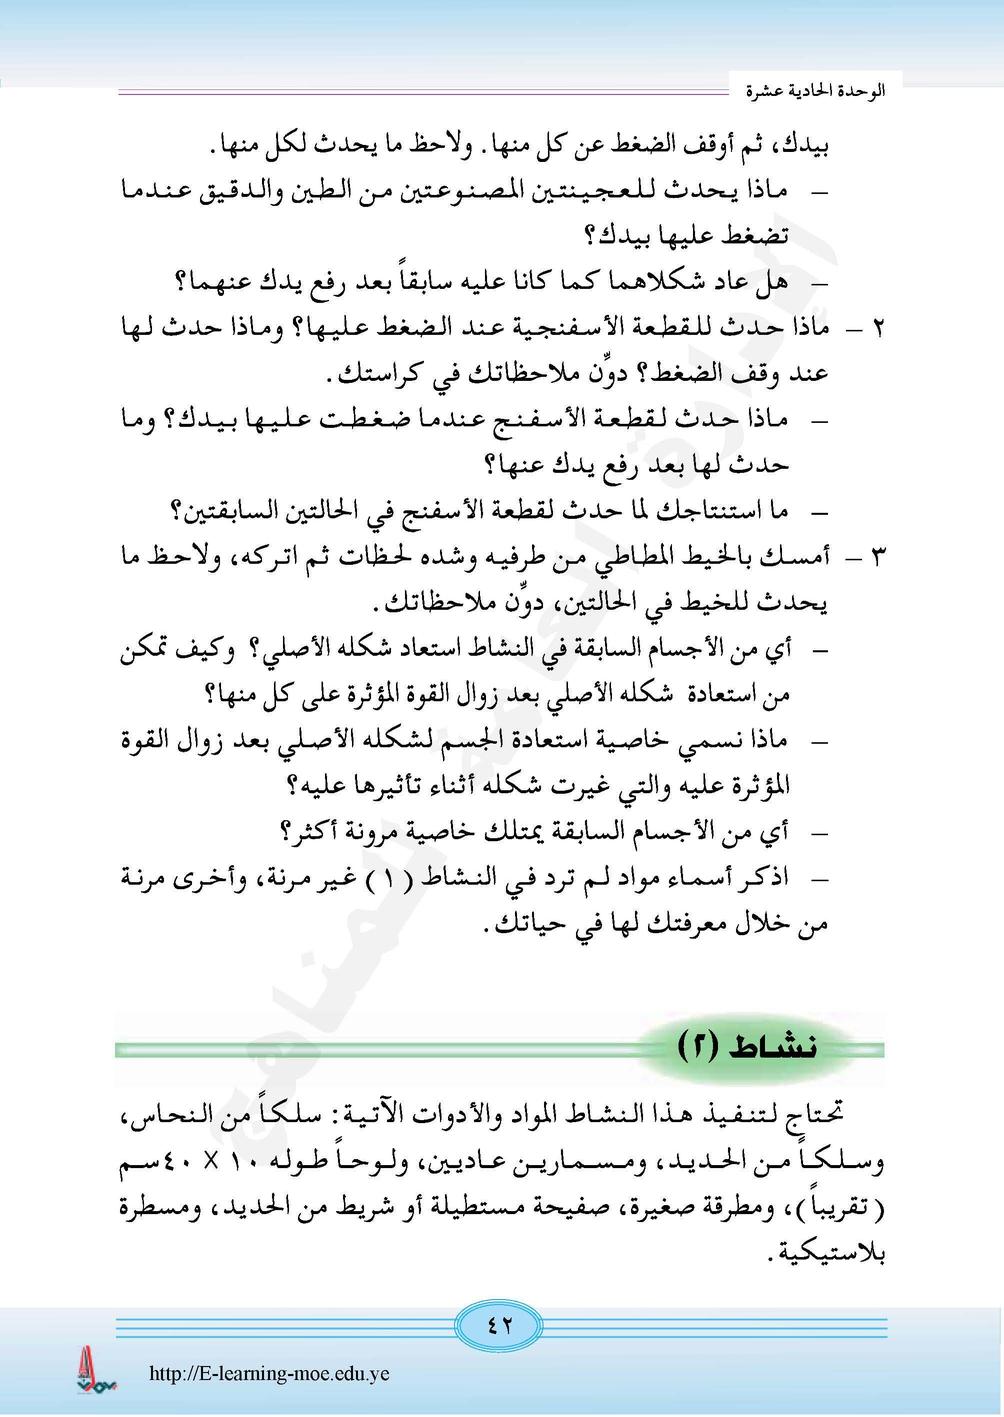 الوحدة الحادية عشرة
بيدك، ثم أوقف الضغط عن كل منها. ولاحظ ما يحدث لكل منها.
– ماذا يحدث للعجينتين المصنوعتين من الطين والدقيق عندما
تضغط عليها بيدك؟
– هل عاد شكلاهما كما كانا عليه سابقاً بعد رفع يدك عنهما؟
٢ – ماذا حدث للقطعة الأسفنجية عند الضغط عليها؟ وماذا حدث لها
عند وقف الضغط؟ دوِّن ملاحظاتك في كراستك.
– ماذا حدث لقطعة الأسفنج عندما ضغطت عليها بيدك؟ وما
حدث لها بعد رفع يدك عنها؟
– ما استنتاجك لما حدث لقطعة الأسفنج في الحالتين السابقتين؟
٣ – أمسك بالخيط المطاطي من طرفيه وشده لحظات ثم اتركه، ولاحظ ما
يحدث للخيط في الحالتين، دوِّن ملاحظاتك.
– أي من الأجسام السابقة في النشاط استعاد شكله الأصلي؟ وكيف تمكن
من استعادة شكله الأصلي بعد زوال القوة المؤثرة على كل منها؟
– ماذا نسمي خاصية استعادة الجسم لشكله الأصلي بعد زوال القوة
المؤثرة عليه والتي غيرت شكله أثناء تأثيرها عليه؟
– أي من الأجسام السابقة يمتلك خاصية مرونة أكثر؟
– اذكر أسماء مواد لم ترد في النشاط (١) غير مرنة، وأخرى مرنة
من خلال معرفتك لها في حياتك.
نشاط (٢)
تحتاج لتنفيذ هذا النشاط المواد والأدوات الآتية: سلكاً من النحاس،
وسلكاً من الحديد، ومسمارين عاديين، ولوحاً طوله ١٠ × ٤٠ سم
(تقريباً)، ومطرقة صغيرة، صفيحة مستطيلة أو شريط من الحديد، ومسطرة
بلاستيكية.
الإدارة العامة للمناهج
٤٢
http://E-learning-moe.edu.ye